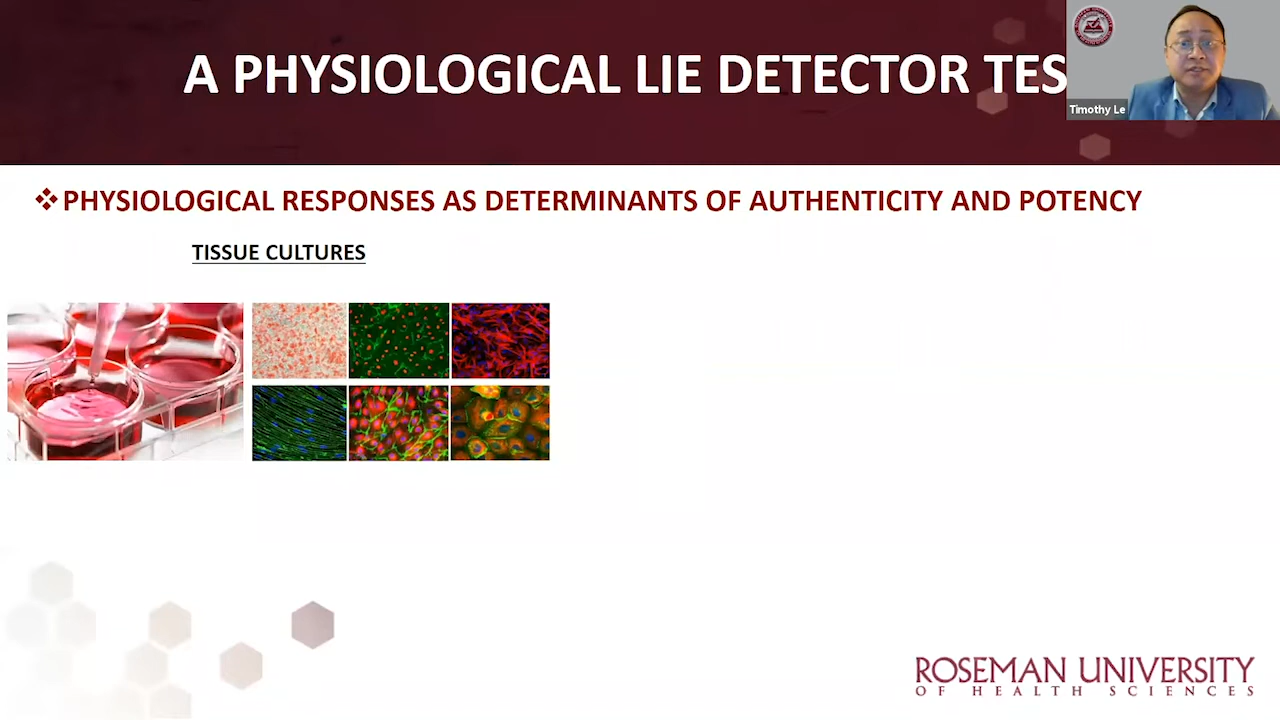 A PHYSIOLOGICAL LIE DETECTOR TES
Timothy Le
❖PHYSIOLOGICAL RESPONSES AS DETERMINANTS OF AUTHENTICITY AND POTENCY
TISSUE CULTURES
ROSEMAN UNIVERSITY
OF HEALTH SCIENCES